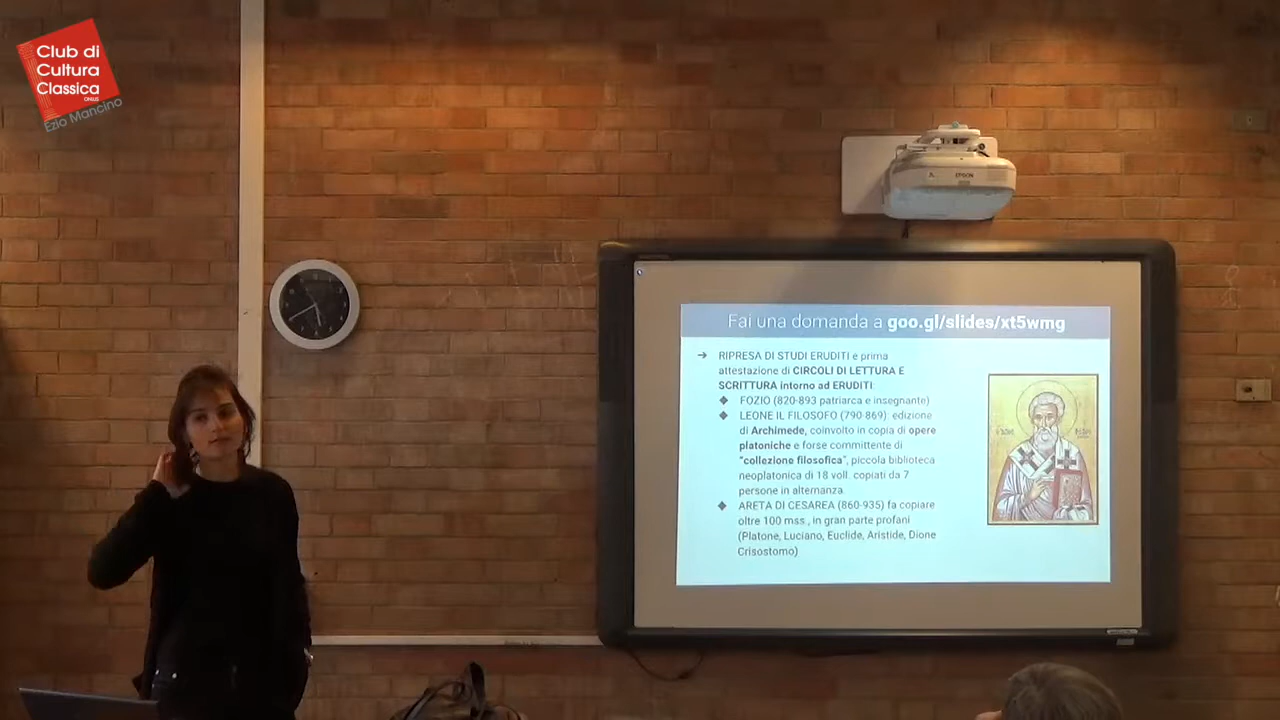 Club di
Cultura
Classica
ONLUS
Ezio Mancino
EPSON
Fai una domanda a goo.gl/slides/xt5wmg
➔ RIPRESA DI STUDI ERUDITI e prima
attestazione di CIRCOLI DI LETTURA E
SCRITTURA intorno ad ERUDITI:
❖ FOZIO (820-893 patriarca e insegnante)
❖ LEONE IL FILOSOFO (790-869): edizione
di Archimede, coinvolto in copia di opere
platoniche e forse committente di
"collezione filosofica", piccola biblioteca
neoplatonica di 18 voll. copiati da 7
persone in alternanza
❖ ARETA DI CESAREA (860-935) fa copiare
oltre 100 mss., in gran parte profani
(Platone, Luciano, Euclide, Aristide, Dione
Crisostomo)